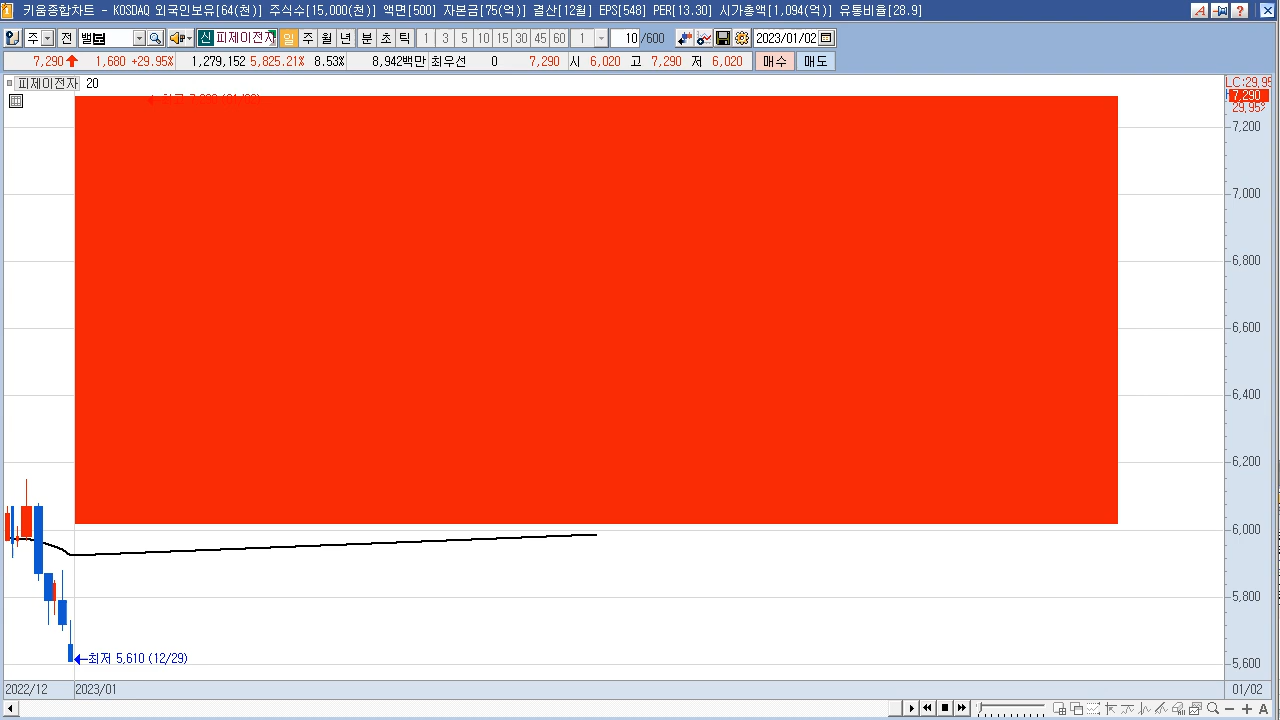 키움종합차트 - KOSDAQ 외국인보유[64(천)] 주식수[15,000(천)] 액면[500] 자본금[75(억)] 결산[12월] EPS[548] PER[13.30] 시가총액[1,094(억)] 유통비율[28.9]
주 전 신 피제이전자 일 주 월 년 분 초 틱 1 3 5 10 15 30 45 60 1 10 /600 2023/01/02
7,290 1,680 +29.95% 1,279,152 5,825.21% 8.53% 8,942백만 최우선 0 7,290 시 6,020 고 7,290 저 6,020 매수 매도
피제이전자 20
LC:29,95
7,290
29,95%
7,200
7,000
6,800
6,600
6,400
6,200
6,000
5,800
최저 5,610 (12/29)
5,600
2022/12 2023/01 01/02
A